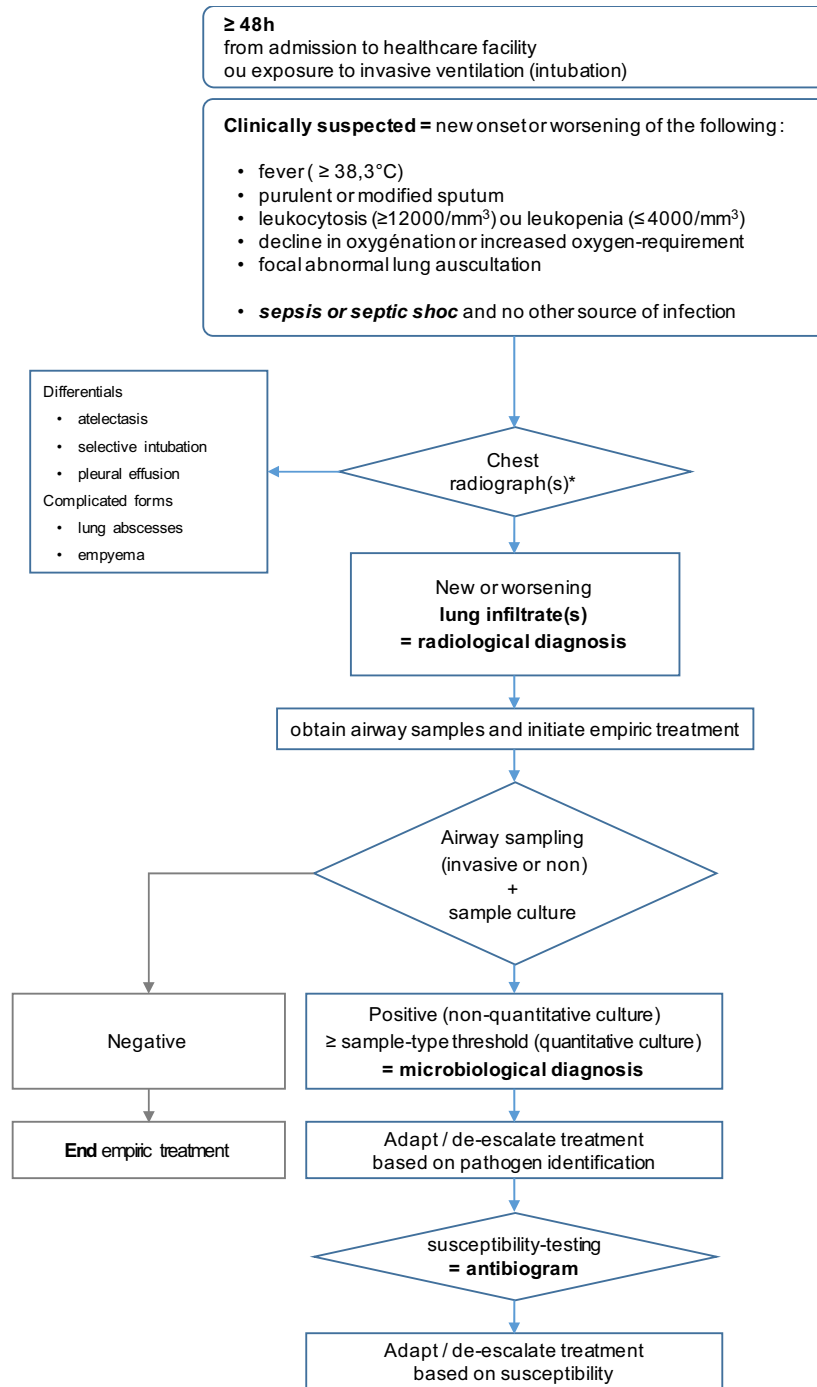 ≥ 48h
from admission to healthcare facility
ou exposure to invasive ventilation (intubation)
Clinically suspected = new onset or worsening of the following :
• fever ( ≥ 38,3°C)
• purulent or modified sputum
• leukocytosis (≥12000/mm³) ou leukopenia (≤ 4000/mm³)
• decline in oxygénation or increased oxygen-requirement
• focal abnormal lung auscultation
• sepsis or septic shoc and no other source of infection
Differentials
• atelectasis
• selective intubation
• pleural effusion
Complicated forms
• lung abscesses
• empyema
Chest
radiograph(s)*
New or worsening
lung infiltrate(s)
= radiological diagnosis
obtain airway samples and initiate empiric treatment
Airway sampling
(invasive or non)
+
sample culture
Negative
End empiric treatment
Positive (non-quantitative culture)
≥ sample-type threshold (quantitative culture)
= microbiological diagnosis
Adapt / de-escalate treatment
based on pathogen identification
susceptibility-testing
= antibiogram
Adapt / de-escalate treatment
based on susceptibility